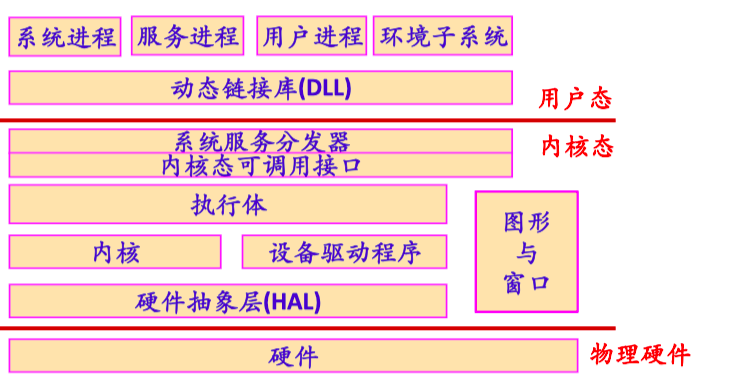 系统进程 服务进程 用户进程 环境子系统
动态链接库(DLL)
用户态
系统服务分发器
内核态
内核态可调用接口
执行体
图形
与
窗口
内核 设备驱动程序
硬件抽象层(HAL)
硬件
物理硬件